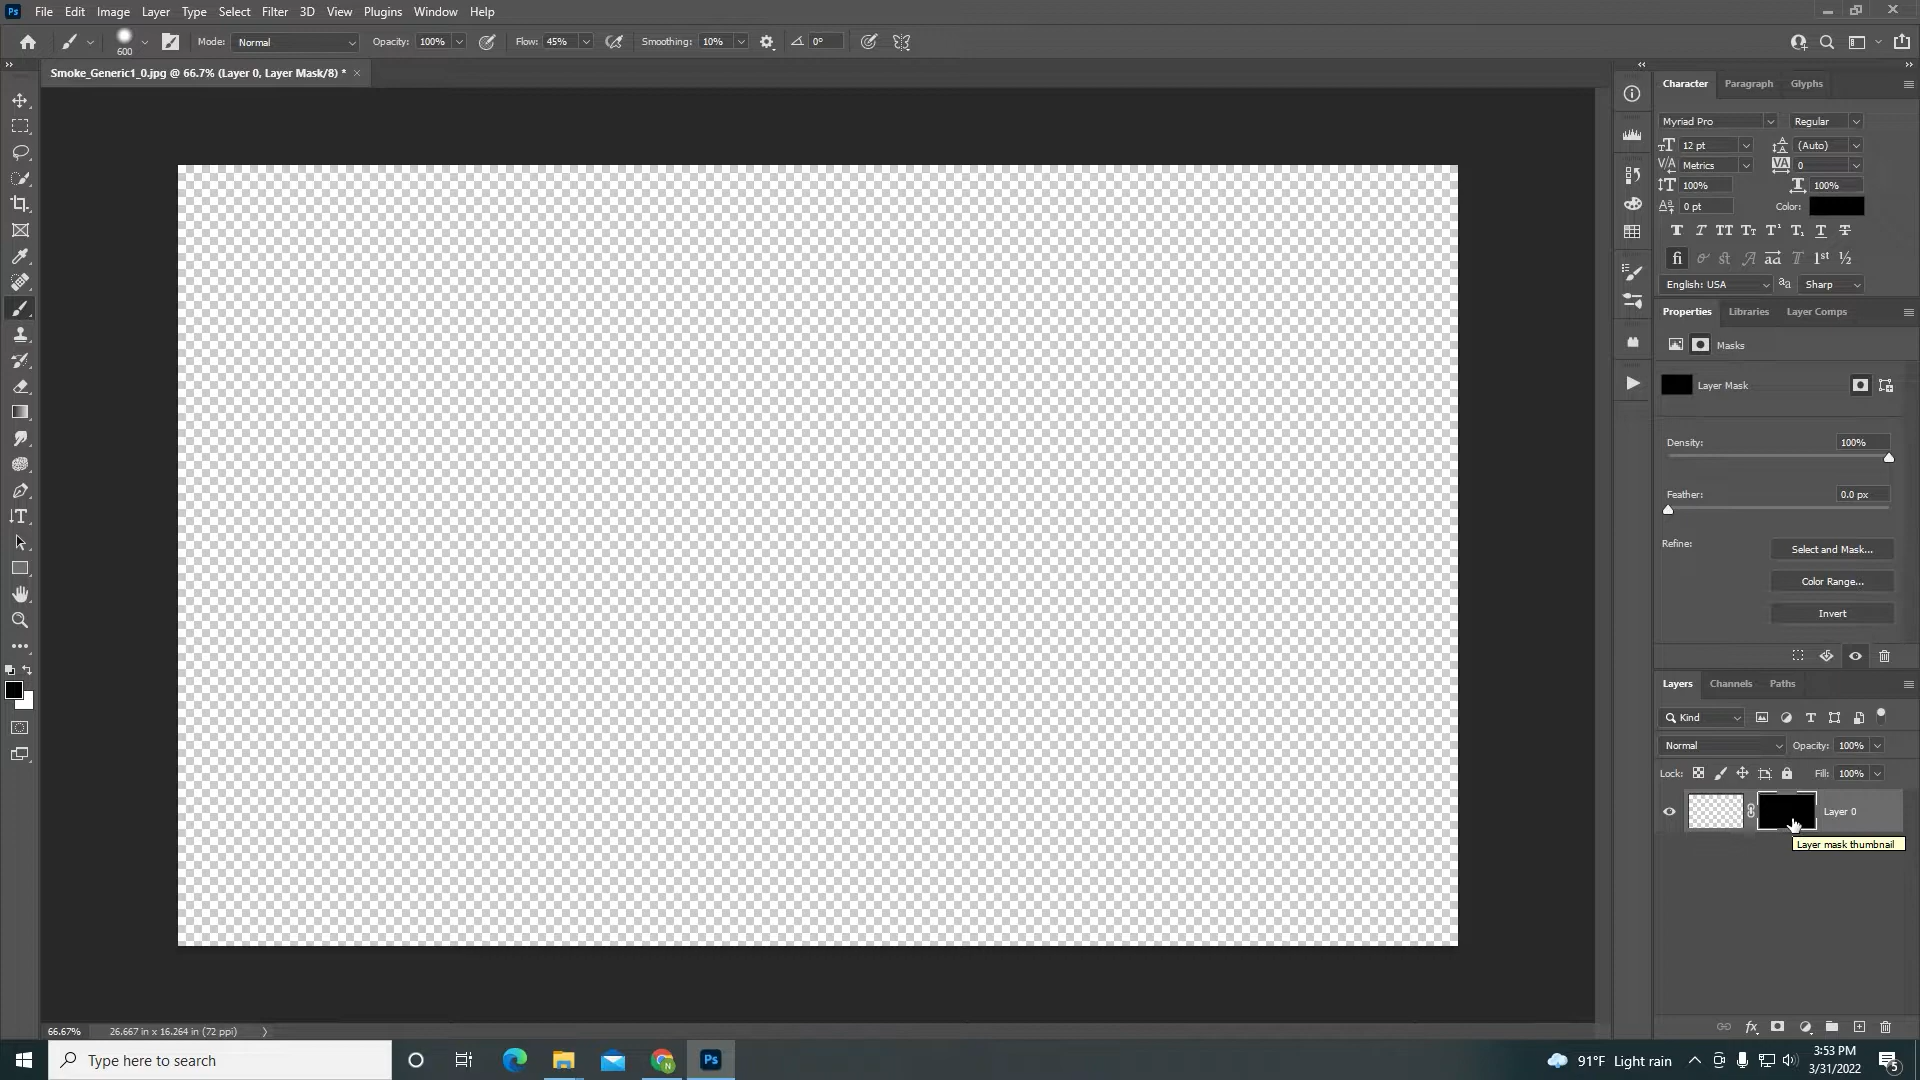 Ps File Edit Image Layer Type Select Filter 3D View Plugins Window Help
600 Mode: Normal Opacity: 100% Flow: 45% Smoothing: 10% 0°
Smoke_Generic1_0.jpg @ 66.7% (Layer 0, Layer Mask/8) * ×
Character Paragraph Glyphs
Myriad Pro Regular
12 pt (Auto)
Metrics 0
100% 100%
0 pt Color:
English: USA Sharp
Properties Libraries Layer Comps
Masks
Layer Mask
Density: 100%
Feather: 0.0 px
Refine: Select and Mask...
Color Range...
Invert
Layers Channels Paths
Kind
Normal Opacity: 100%
Lock: Fill: 100%
Layer 0
Layer mask thumbnail
66.67% 26.667 in x 16.264 in (72 ppi)
Type here to search
Ps
91°F Light rain
3:53 PM
3/31/2022
5